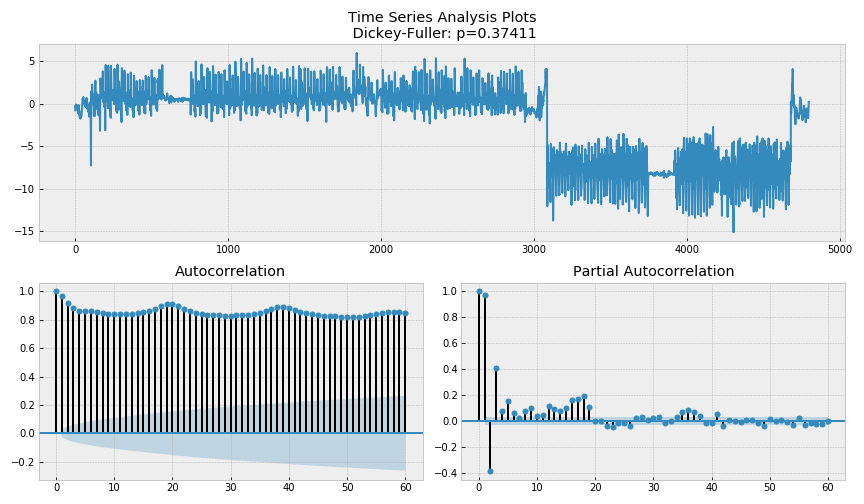 Time Series Analysis Plots
Dickey-Fuller: p=0.37411
5
0
−5
−10
−15
0 1000 2000 3000 4000 5000
Autocorrelation Partial Autocorrelation
1.0 1.0
0.8 0.8
0.6 0.6
0.4 0.4
0.2 0.2
0.0 0.0
−0.2 −0.2
−0.4
0 10 20 30 40 50 60 0 10 20 30 40 50 60